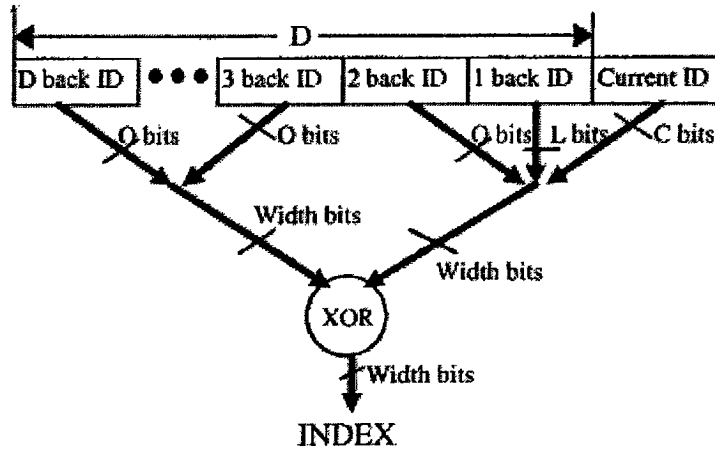 D
D back ID ●●● 3 back ID 2 back ID 1 back ID Current ID
O bits O bits O bits L bits C bits
Width bits
Width bits
XOR
Width bits
INDEX